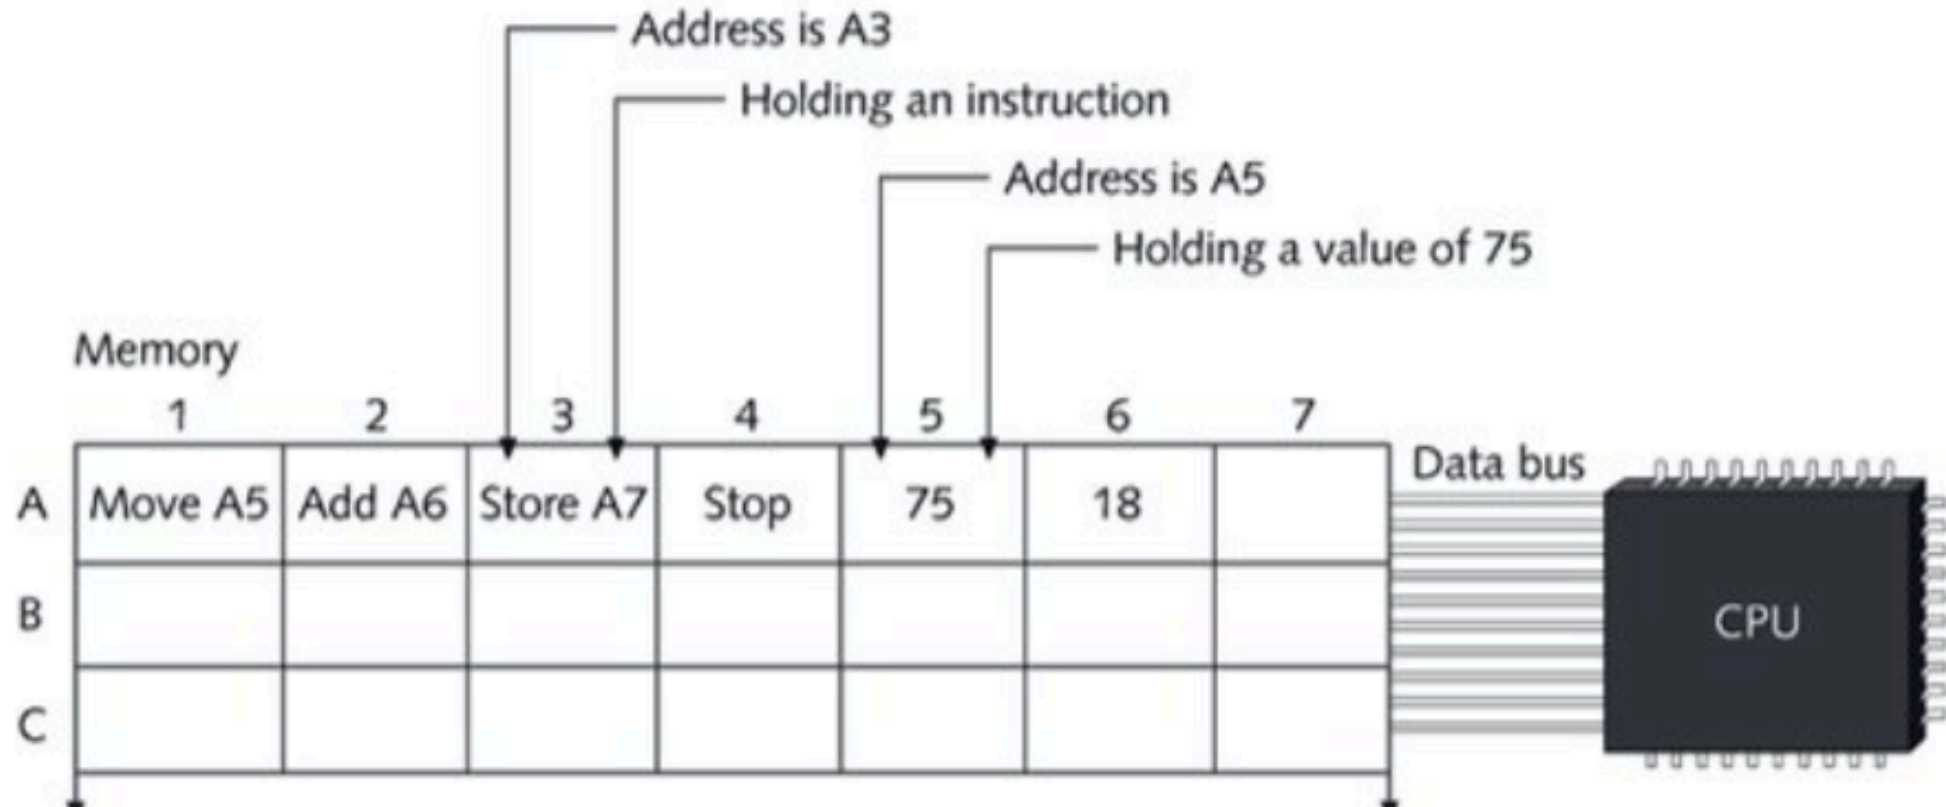 Address is A3
Holding an instruction
Address is A5
Holding a value of 75
Memory
1 2 3 4 5 6 7
Data bus
A Move A5 Add A6 Store A7 Stop 75 18
B
CPU
C